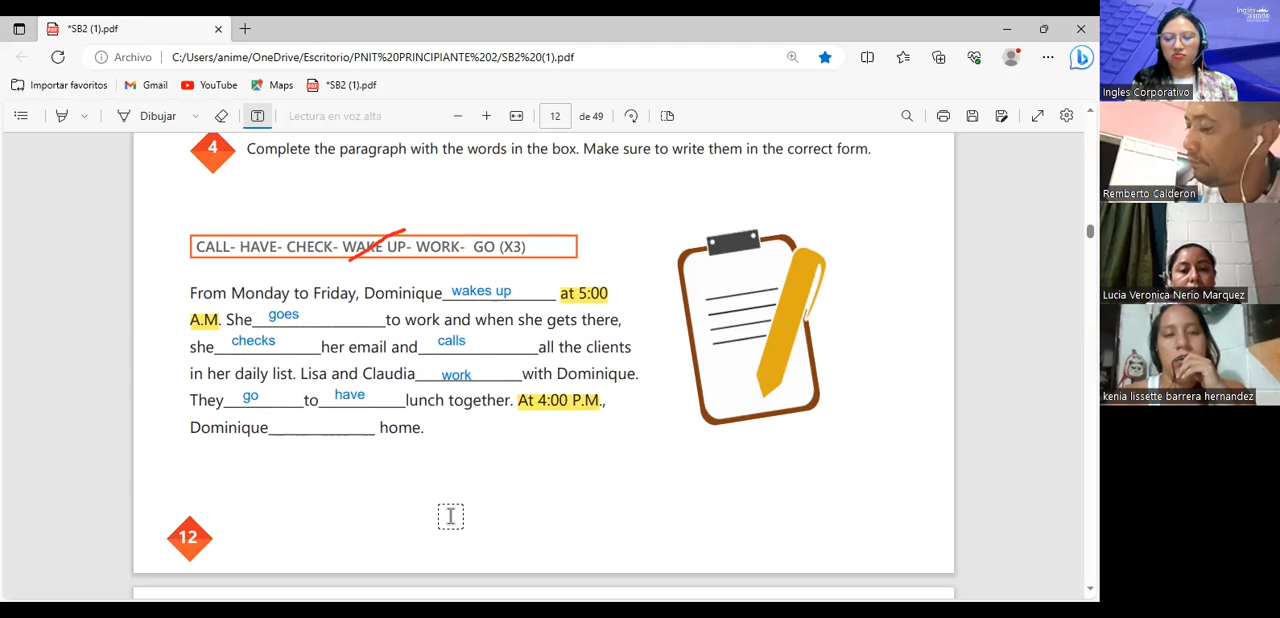 *SB2 (1).pdf
Archivo C:/Users/anime/OneDrive/Escritorio/PNIT%20PRINCIPIANTE%202/SB2%20(1).pdf
Importar favoritos Gmail YouTube Maps *SB2 (1).pdf
Dibujar Lectura en voz alta 12 de 49
4 Complete the paragraph with the words in the box. Make sure to write them in the correct form.
CALL- HAVE- CHECK- WAKE UP- WORK- GO (X3)
From Monday to Friday, Dominique wakes up at 5:00
A.M. She goes to work and when she gets there,
she checks her email and calls all the clients
in her daily list. Lisa and Claudia work with Dominique.
They go to have lunch together. At 4:00 P.M.,
Dominique____________ home.
12
Ingles Corporativo
Remberto Calderon
Lucia Veronica Nerio Marquez
kenia lissette barrera hernandez